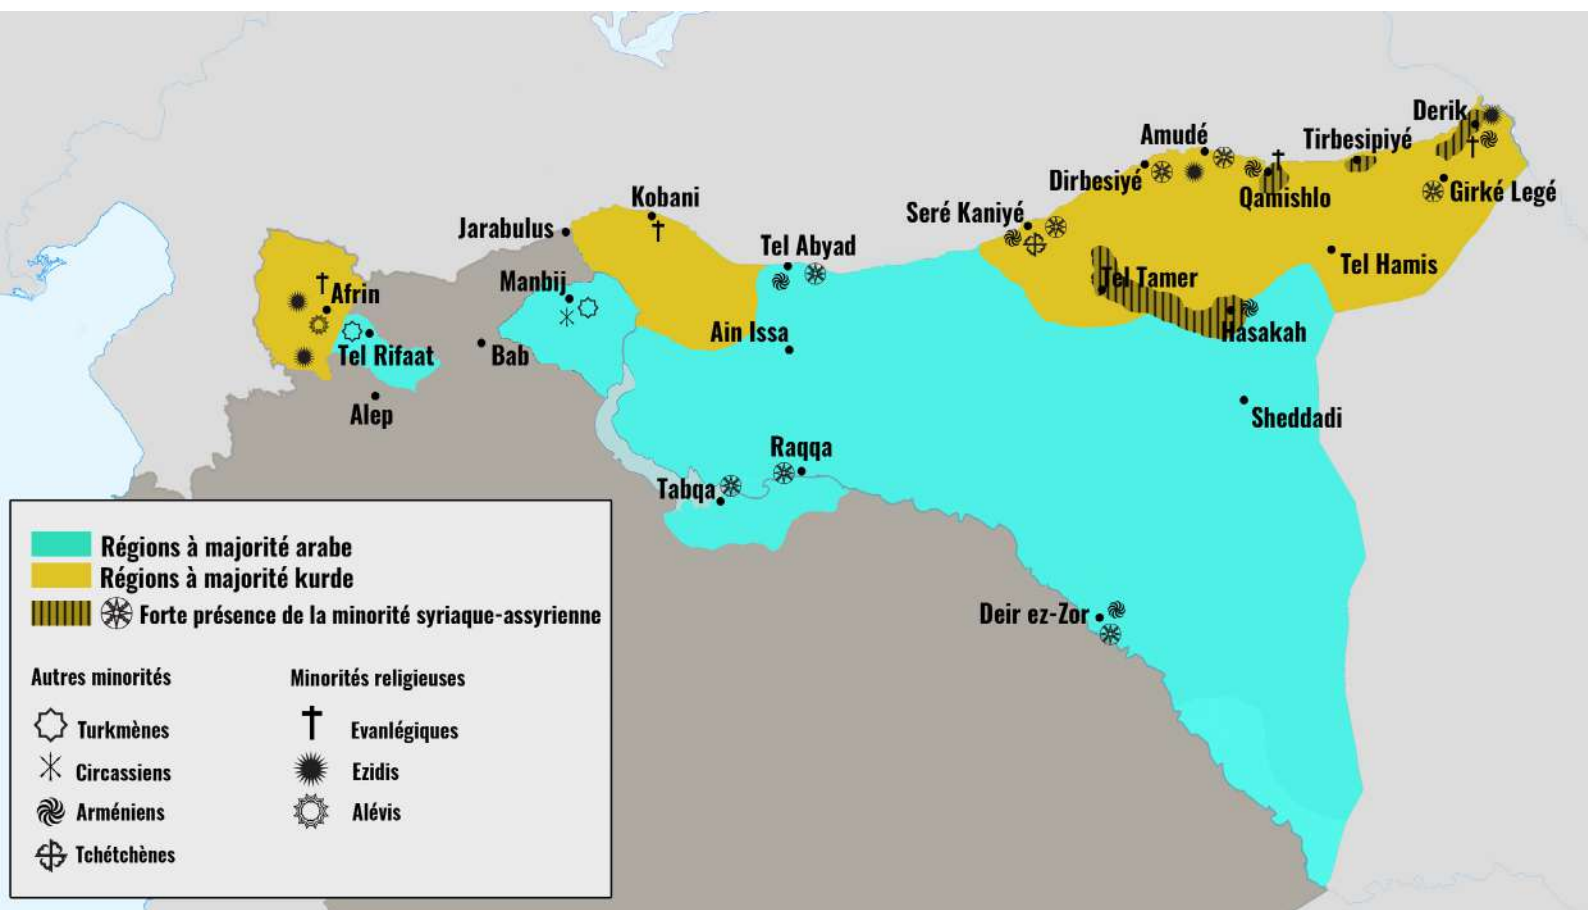 Derik
Amudé
Tirbesipiyé
Dirbesiyé
Qamishlo
Girké Legé
Kobani
Seré Kaniyé
Jarabulus
Tel Abyad
Tel Hamis
Manbij
Tel Tamer
Afrin
Ain Issa
Hasakah
Tel Rifaat
Bab
Alep
Sheddadi
Raqqa
Tabqa
Deir ez-Zor
Régions à majorité arabe
Régions à majorité kurde
Forte présence de la minorité syriaque-assyrienne
Autres minorités
Turkmènes
Circassiens
Arméniens
Tchétchènes
Minorités religieuses
Evanlégiques
Ezidis
Alévis